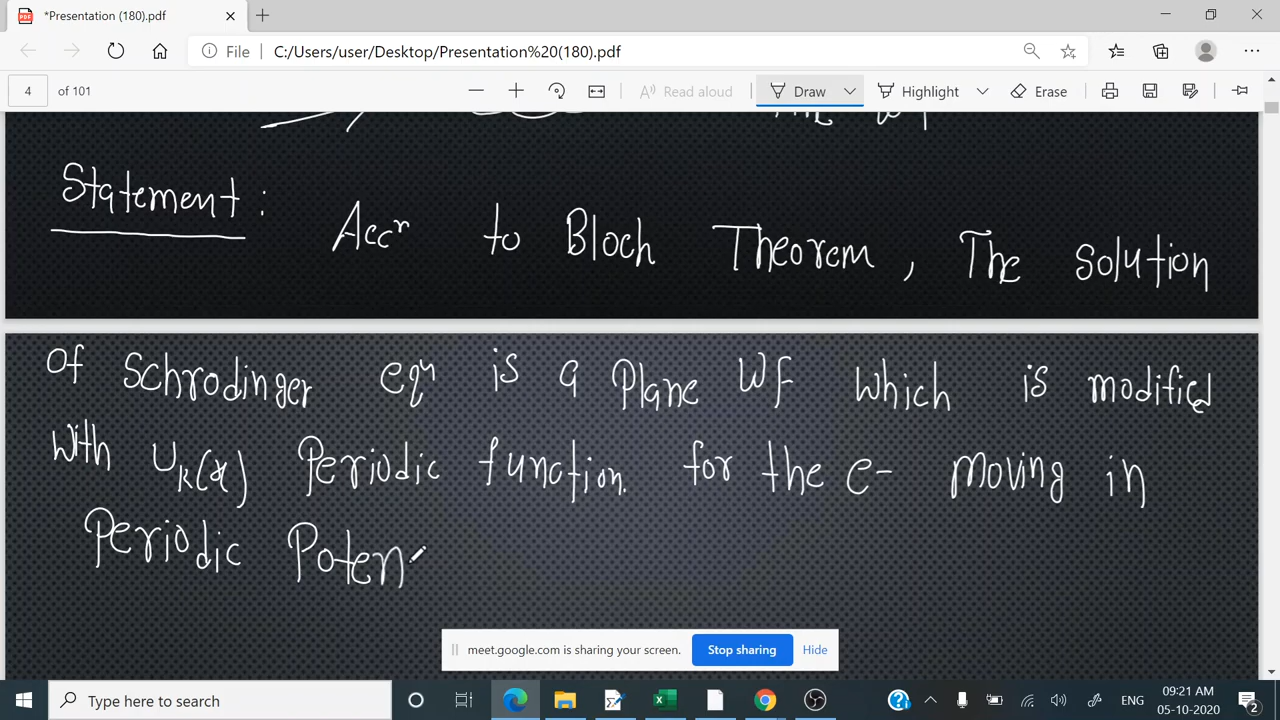 *Presentation (180).pdf
File | C:/Users/user/Desktop/Presentation%20(180).pdf
4 of 101 Read aloud Draw Highlight Erase
The W
Statement :
Accr to Bloch Theorem , The Solution
Of Schrodinger eqn is a Plane WF which is modified
with Uk(x) Periodic function. for the e- moving in
Periodic Poten
meet.google.com is sharing your screen. Stop sharing Hide
Type here to search
ENG
09:21 AM
05-10-2020
2